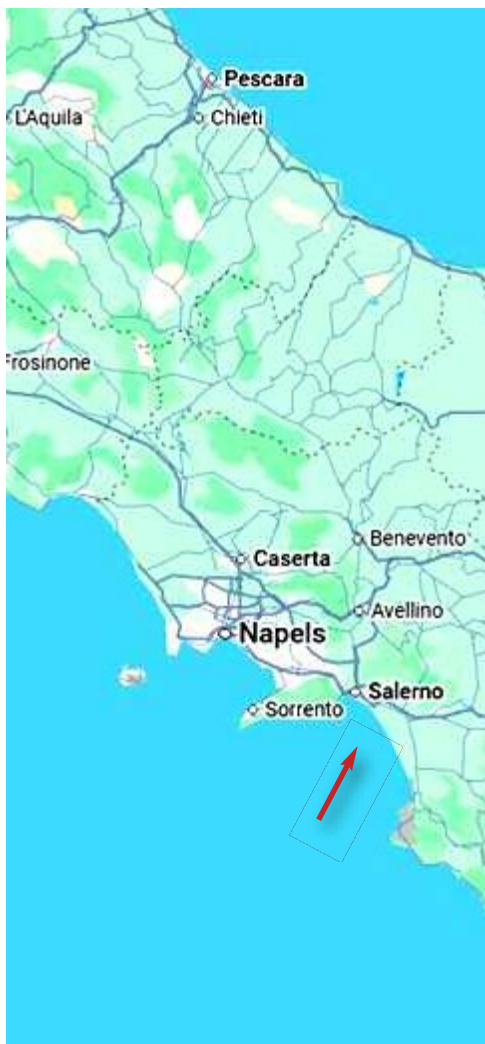 Pescara
L'Aquila
Chieti
Frosinone
Benevento
Caserta
Avellino
Napels
Salerno
Sorrento